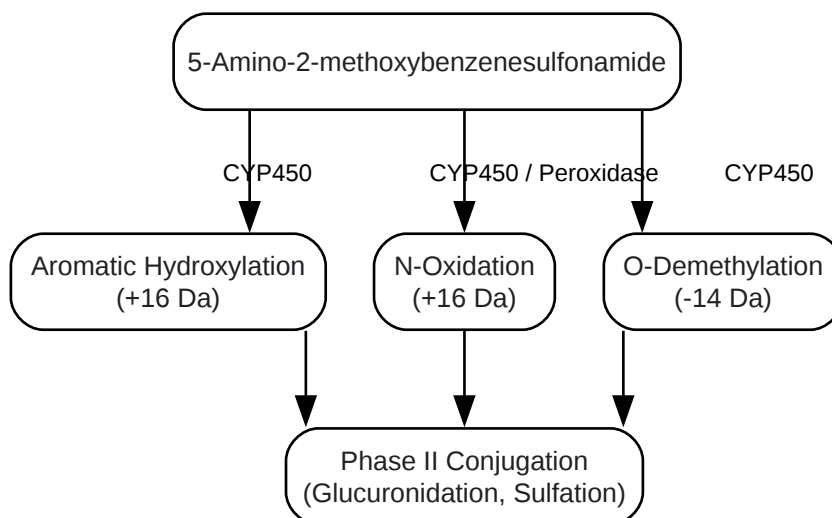 5-Amino-2-methoxybenzenesulfonamide
CYP450
CYP450 / Peroxidase
CYP450
Aromatic Hydroxylation
(+16 Da)
N-Oxidation
(+16 Da)
O-Demethylation
(-14 Da)
Phase II Conjugation
(Glucuronidation, Sulfation)